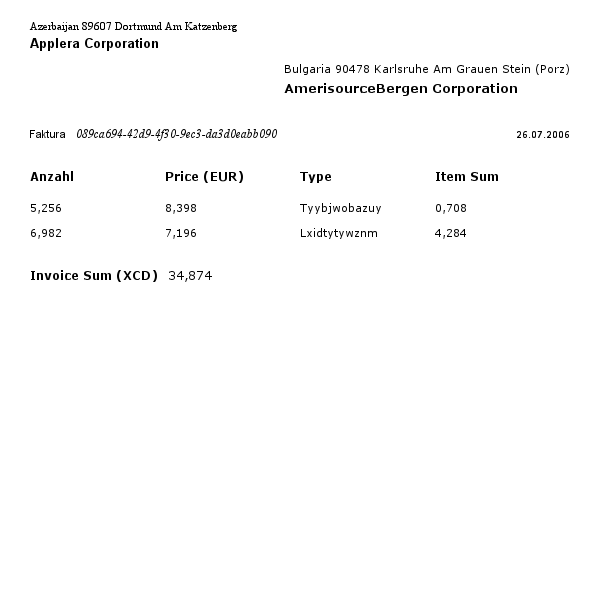 Azerbaijan 89607 Dortmund Am Katzenberg
Applera Corporation
Bulgaria 90478 Karlsruhe Am Grauen Stein (Porz)
AmerisourceBergen Corporation
Faktura 089ca694-42d9-4f30-9ec3-da3d0eabb090 26.07.2006
Anzahl Price (EUR) Type Item Sum
5,256 8,398 Tyybjwobazuy 0,708
6,982 7,196 Lxidtytywznm 4,284
Invoice Sum (XCD) 34,874